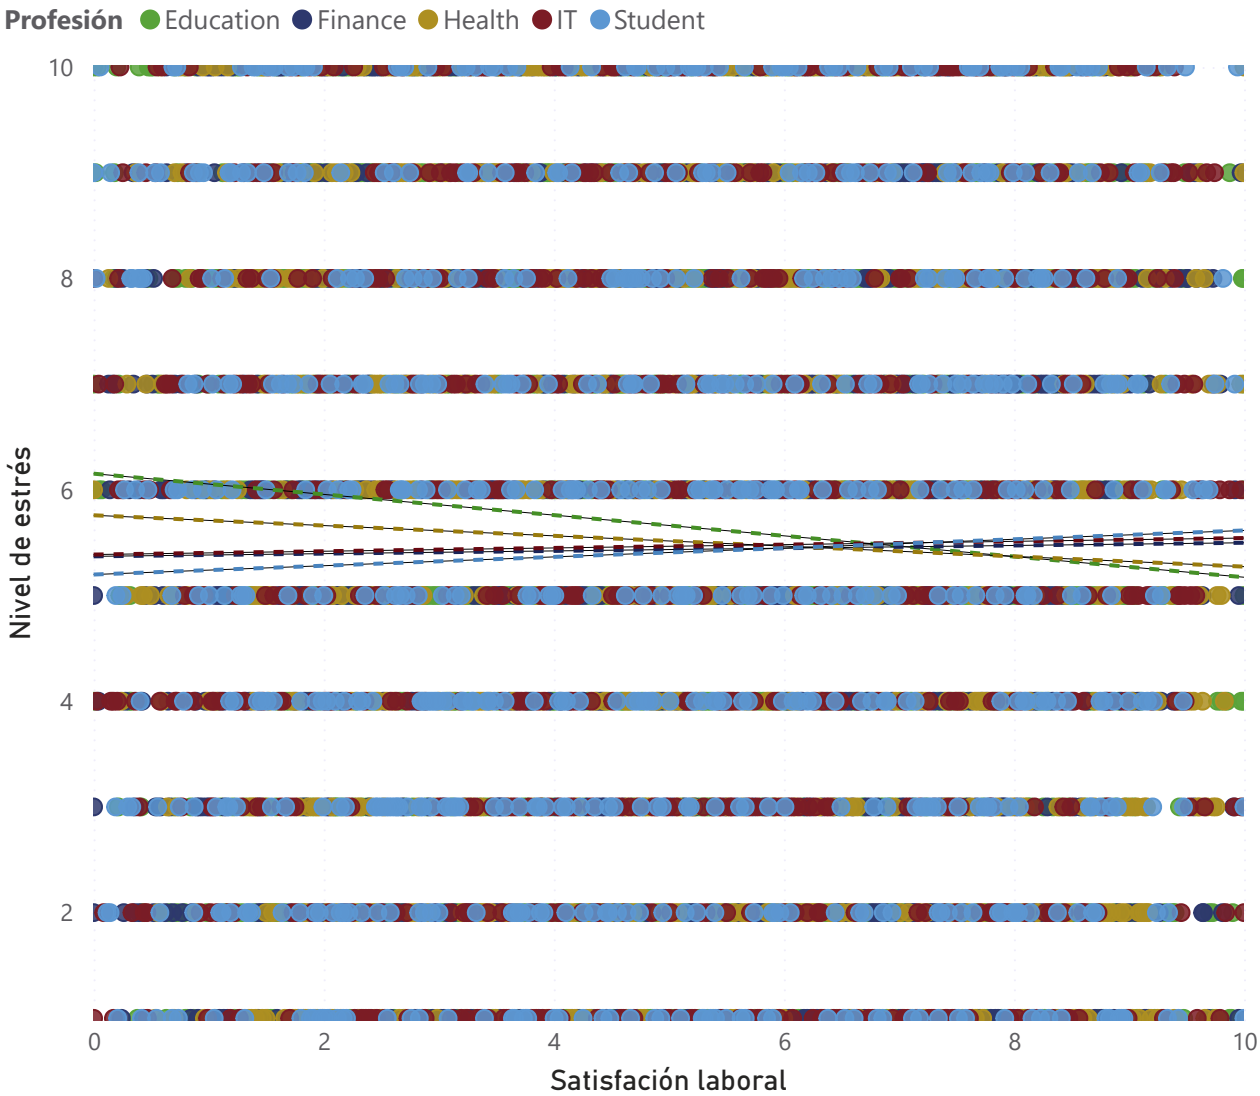 Profesión Education Finance Health IT Student
10
8
6
4
2
Nivel de estrés
0 2 4 6 8 10
Satisfación laboral